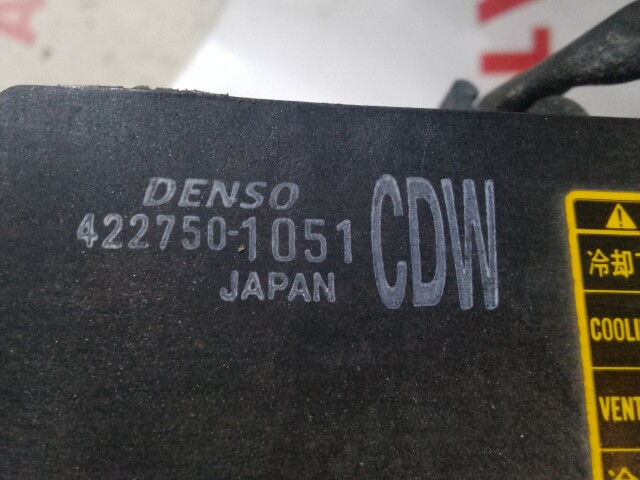 DENSO
422750-1051
JAPAN
CDW
冷却
COOLI
VENT